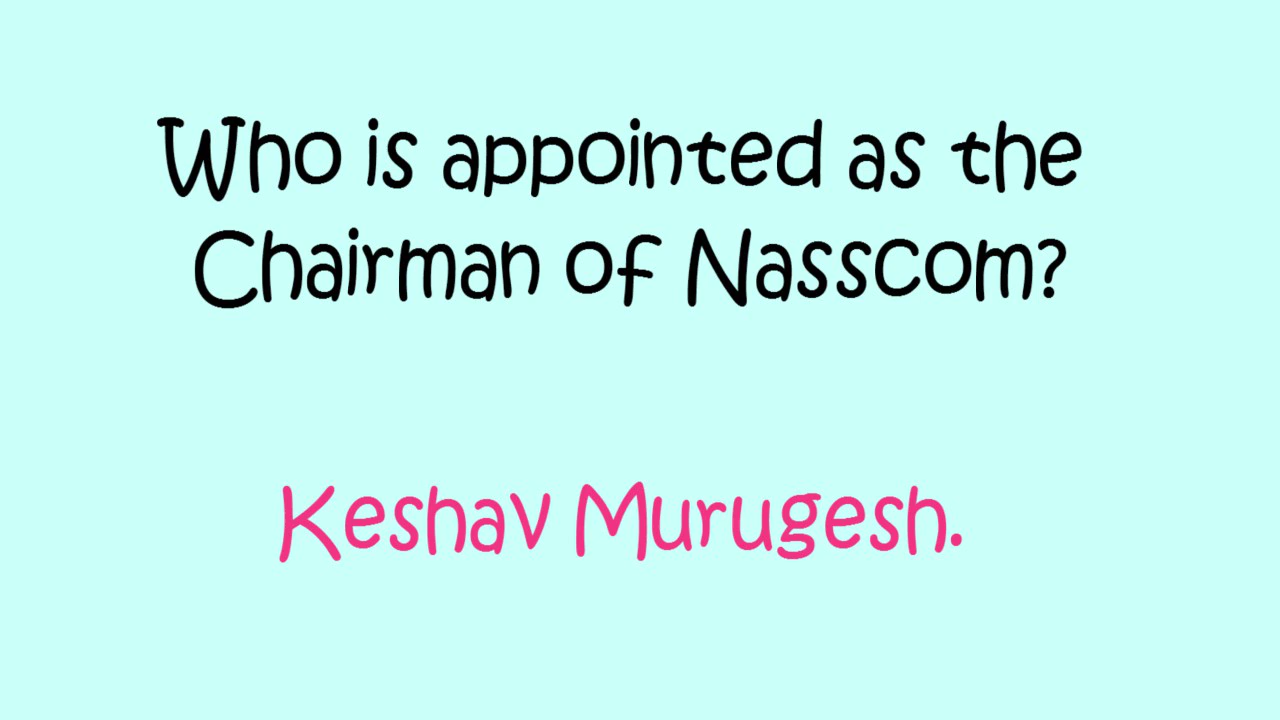 Who is appointed as the
Chairman of Nasscom?
Keshav Murugesh.